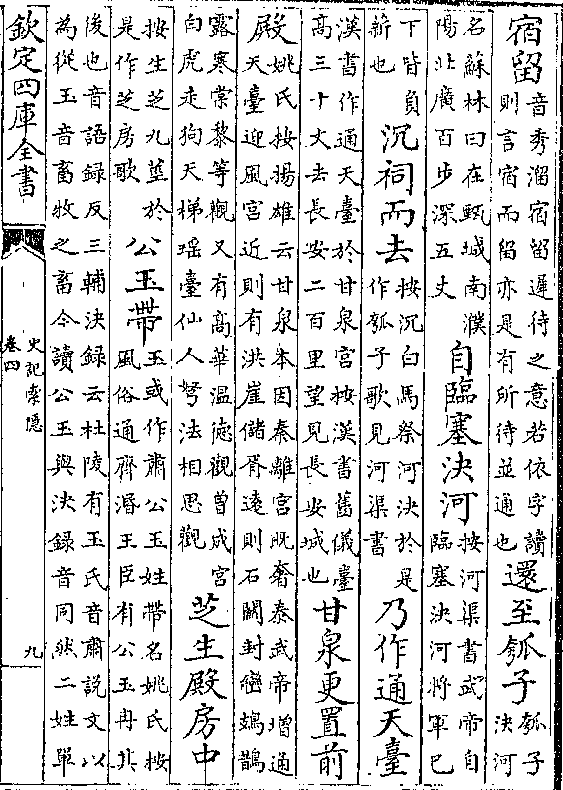 宿留音秀溜宿留遲待之意若依字讀則言宿而留亦是有所待並通也還至瓠子瓠子決河
名蘇林曰在甄城南濮陽北廣百步深五丈自臨塞決河按河渠書武帝自臨塞決河將軍已
下皆負薪也沉祠而去按沉白馬祭河決於是作瓠子歌見河渠書乃作通天臺
漢書作通天臺於甘泉宮按漢書舊儀臺高三十丈去長安二百里望見長安城也甘泉更置前
殿姚氏按揚雄云甘泉本因秦離宮既奢泰武帝增通天臺迎風宮近則有洪崖儲胥遠則石關封巒鳷鵲
露寒棠黎等觀又有高華溫德觀曽成宮白虎走狗天梯瑶臺仙人弩法相思觀芝生殿房中
按生芝九莖於是作芝房歌公玉帶玉或作肅公玉姓帶名姚氏按風俗通齊湣王臣有公玉冉其
後也音語録反三輔決録云杜陵有玉氏音肅說文以為從玉音畜牧之畜今讀公玉與決録音同然二姓單
欽定四庫全書
史記索隱
卷四
九